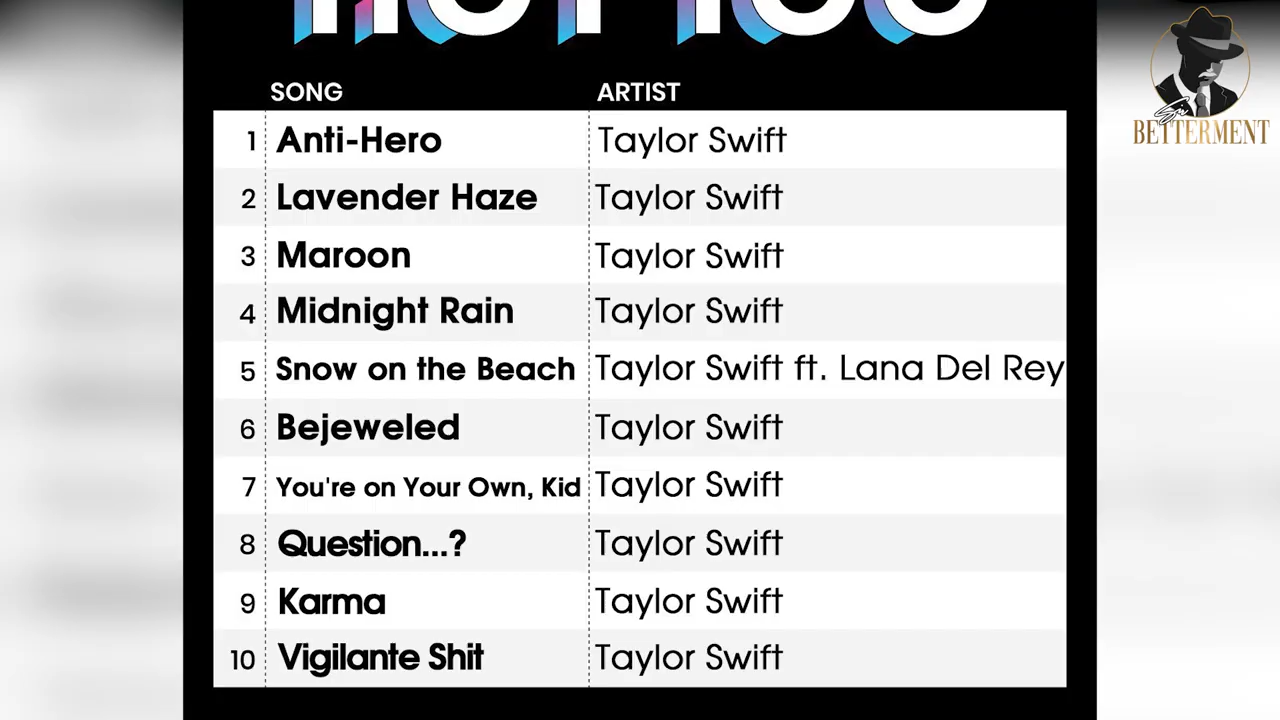 HOT 100
SONG ARTIST
1 Anti-Hero Taylor Swift
2 Lavender Haze Taylor Swift
3 Maroon Taylor Swift
4 Midnight Rain Taylor Swift
5 Snow on the Beach Taylor Swift ft. Lana Del Rey
6 Bejeweled Taylor Swift
7 You're on Your Own, Kid Taylor Swift
8 Question...? Taylor Swift
9 Karma Taylor Swift
10 Vigilante Shit Taylor Swift
Sir
BETTERMENT